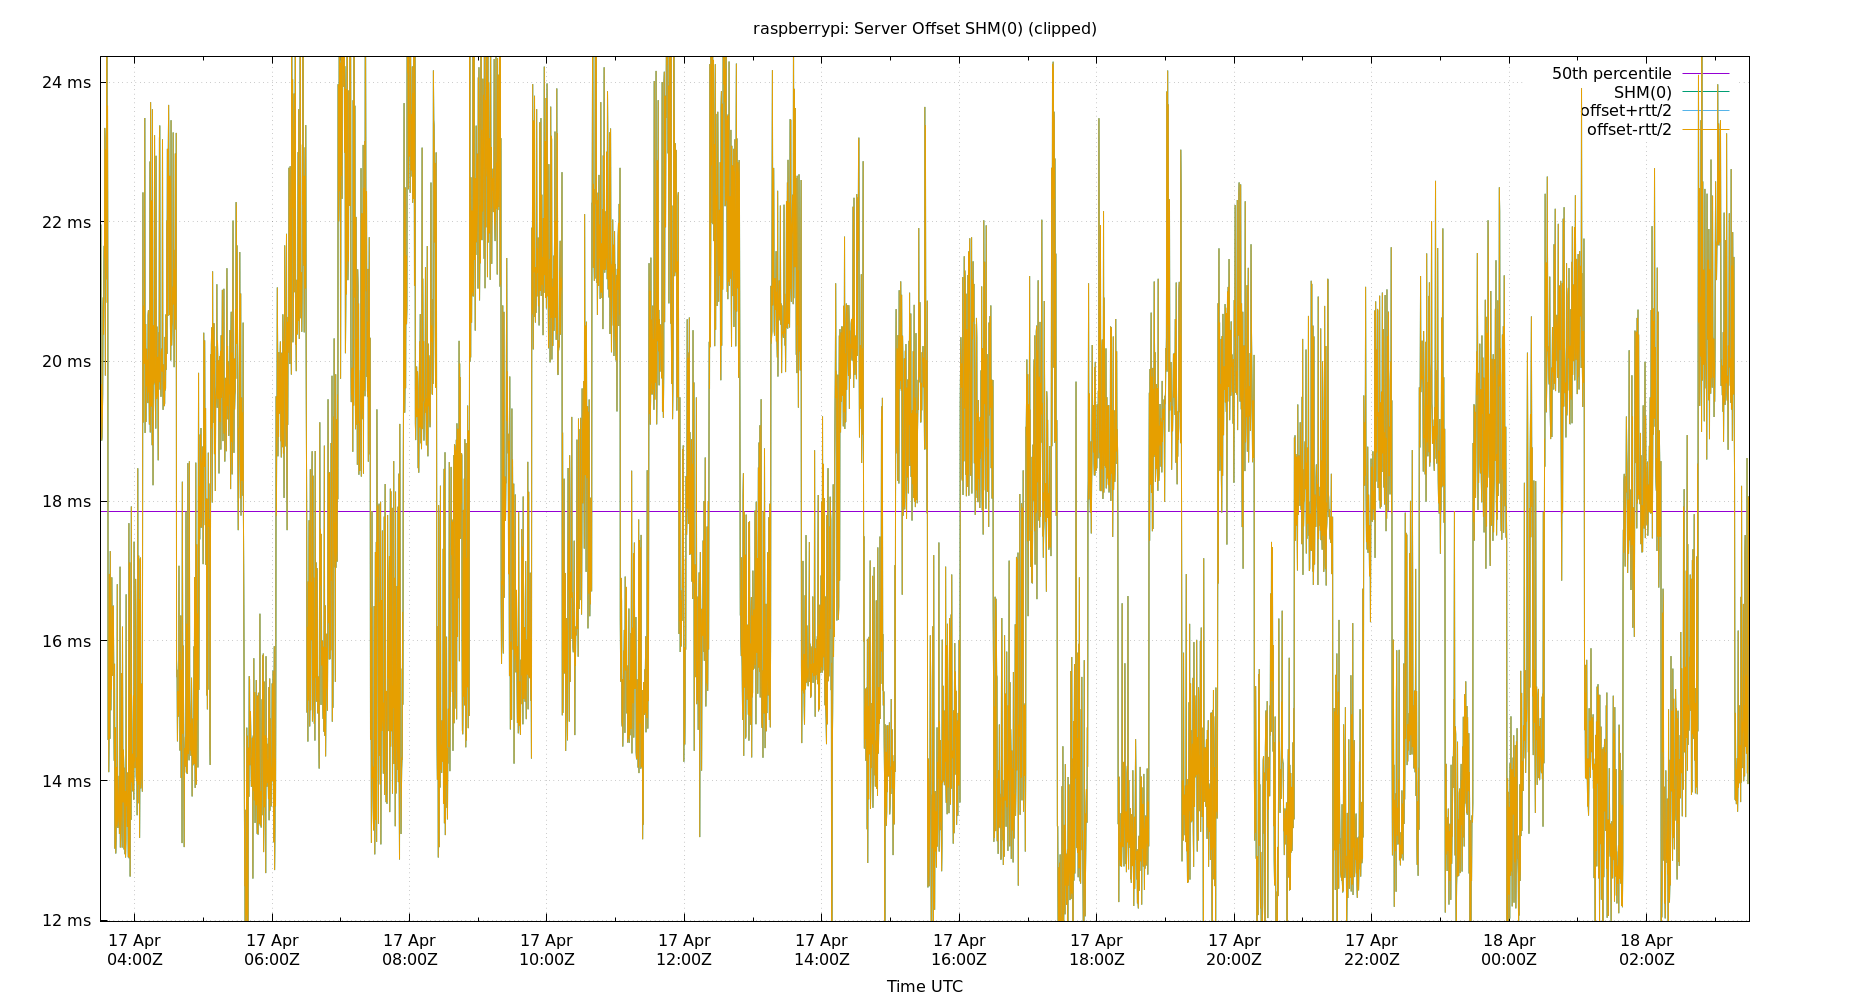 raspberrypi: Server Offset SHM(0) (clipped)
50th percentile
SHM(0)
offset+rtt/2
offset-rtt/2
24 ms
22 ms
20 ms
18 ms
16 ms
14 ms
12 ms
17 Apr 17 Apr 17 Apr 17 Apr 17 Apr 17 Apr 17 Apr 17 Apr 17 Apr 17 Apr 18 Apr 18 Apr
04:00Z 06:00Z 08:00Z 10:00Z 12:00Z 14:00Z 16:00Z 18:00Z 20:00Z 22:00Z 00:00Z 02:00Z
Time UTC